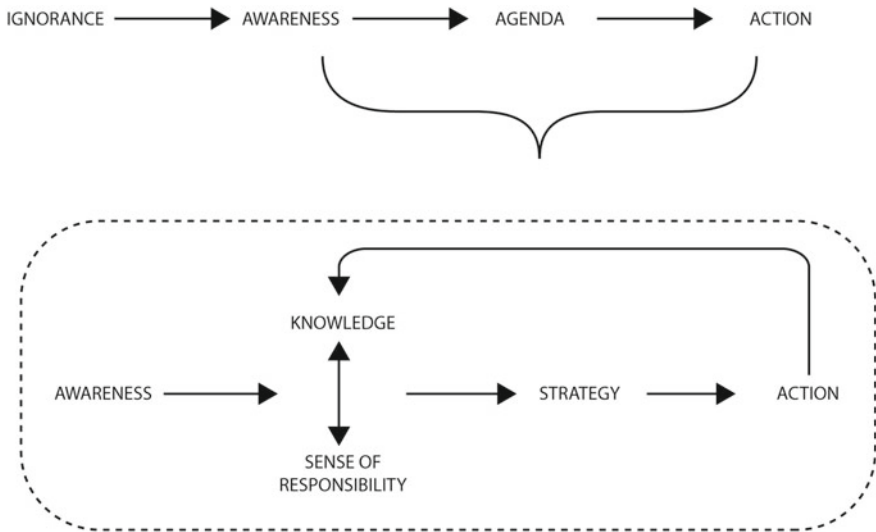 IGNORANCE AWARENESS AGENDA ACTION
KNOWLEDGE
AWARENESS STRATEGY ACTION
SENSE OF
RESPONSIBILITY